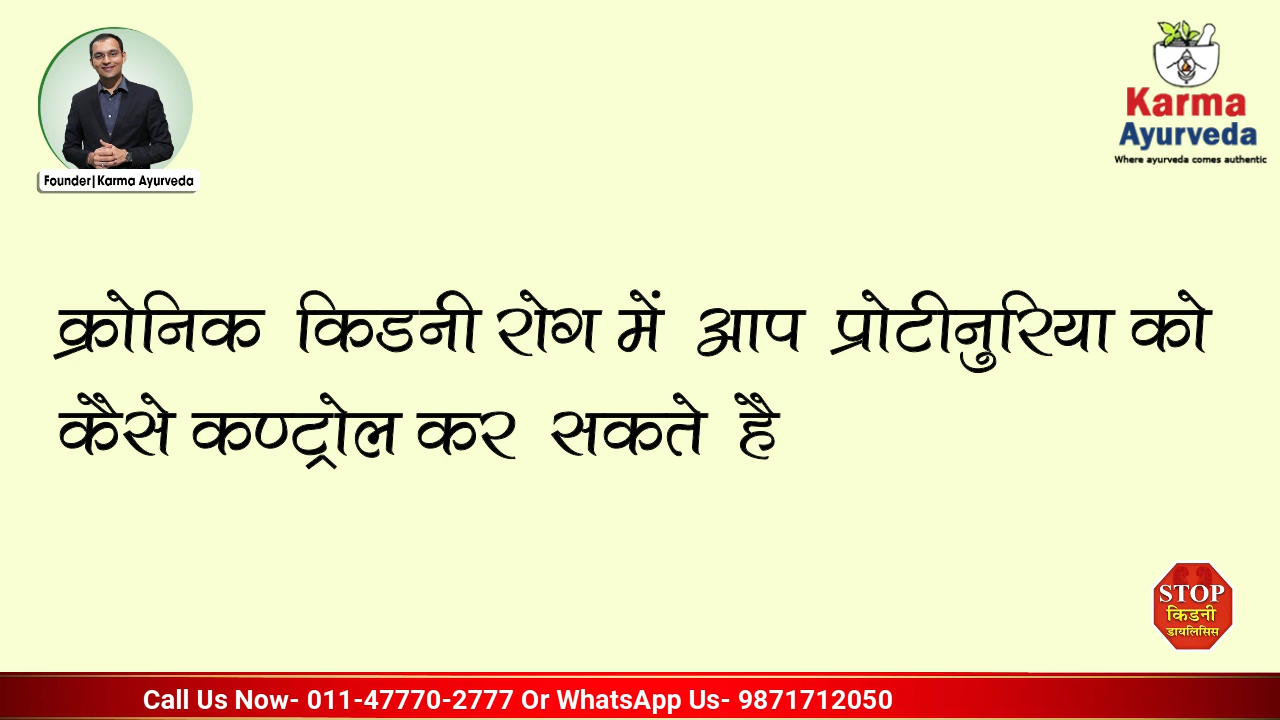 Founder|Karma Ayurveda
Karma
Ayurveda
Where ayurveda comes authentic
क्रोनिक किडनी रोग में आप प्रोटीनुरिया को
कैसे कण्ट्रोल कर सकते है
STOP
किडनी
डायलिसिस
Call Us Now- 011-47770-2777 Or WhatsApp Us- 9871712050